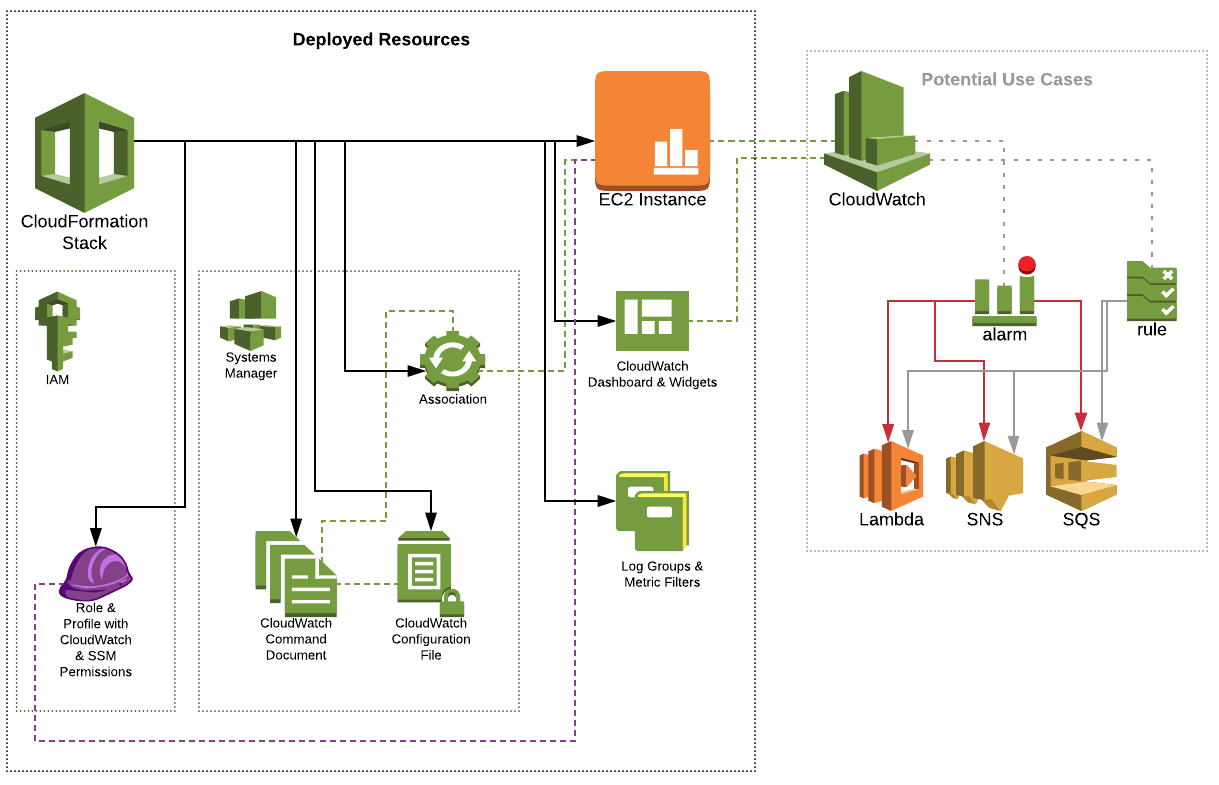 Deployed Resources
Potential Use Cases
CloudFormation
Stack
EC2 Instance
CloudWatch
IAM
Systems
Manager
Association
CloudWatch
Dashboard & Widgets
alarm
rule
Lambda
SNS
SQS
Log Groups &
Metric Filters
Role &
Profile with
CloudWatch
& SSM
Permissions
CloudWatch
Command
Document
CloudWatch
Configuration
File